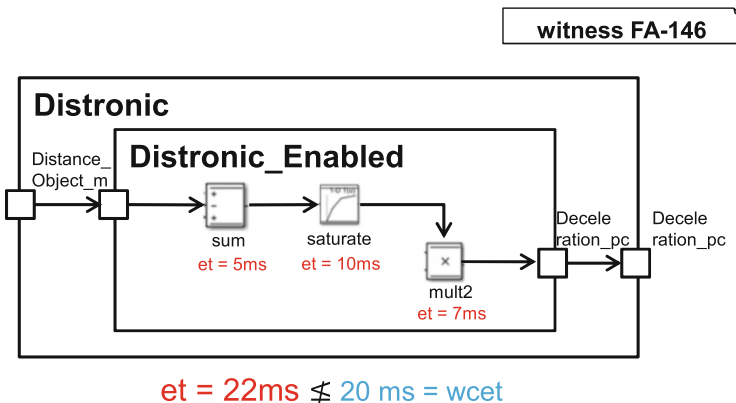 witness FA-146
Distronic
Distance_
Object_m
Distronic_Enabled
1-D T(u)
sum
et = 5ms
saturate
et = 10ms
×
mult2
et = 7ms
Decele
ration_pc
Decele
ration_pc
et = 22ms ≰ 20 ms = wcet